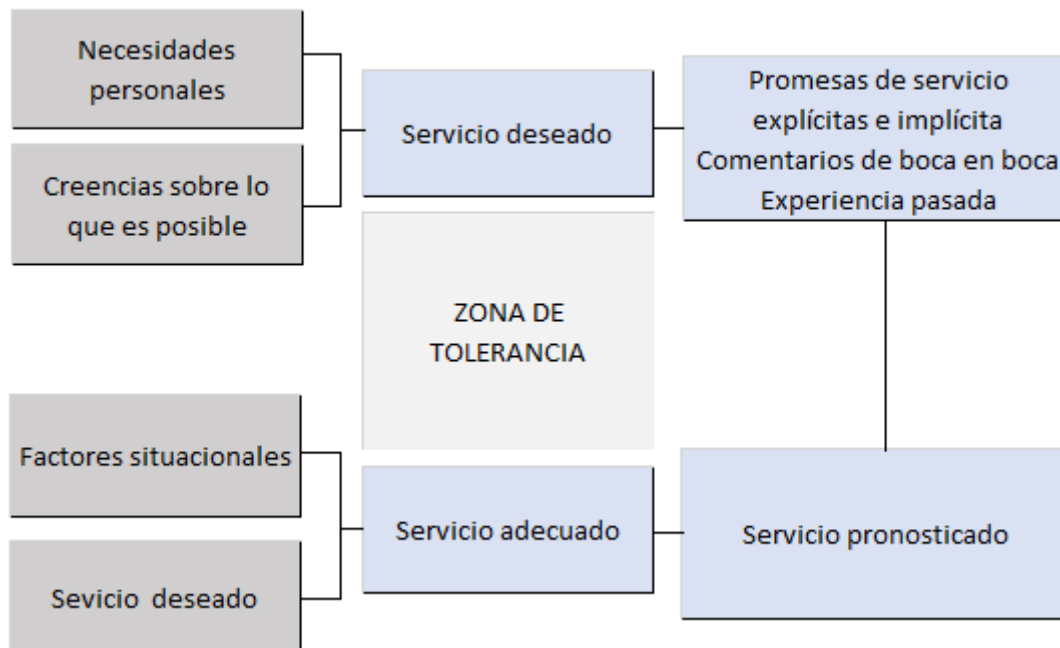 Necesidades
personales
Creencias sobre lo
que es posible
Servicio deseado
Promesas de servicio
explícitas e implícita
Comentarios de boca en boca
Experiencia pasada
ZONA DE
TOLERANCIA
Factores situacionales
Sevicio deseado
Servicio adecuado
Servicio pronosticado